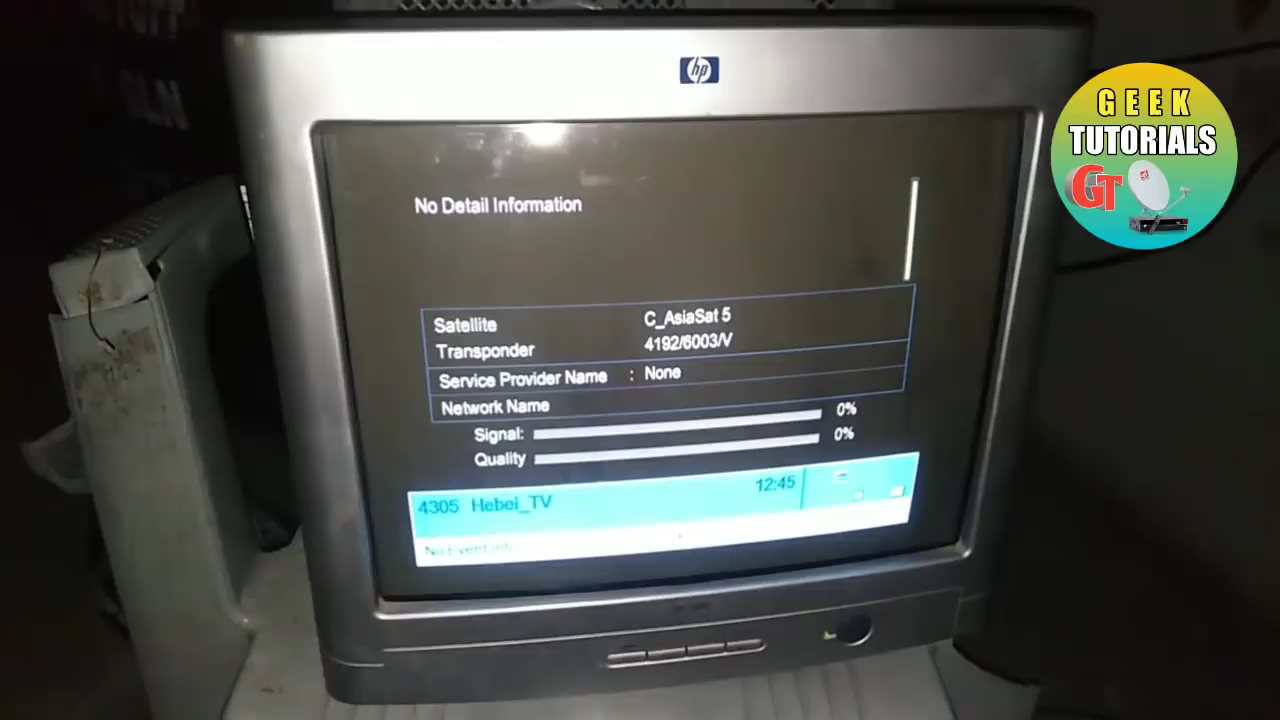 hp
GEEK
TUTORIALS
GT
No Detail Information
Satellite C_AsiaSat 5
Transponder 4192/6003/V
Service Provider Name : None
Network Name
Signal: 0%
Quality 0%
4305 Hebei_TV 12:45
No Event